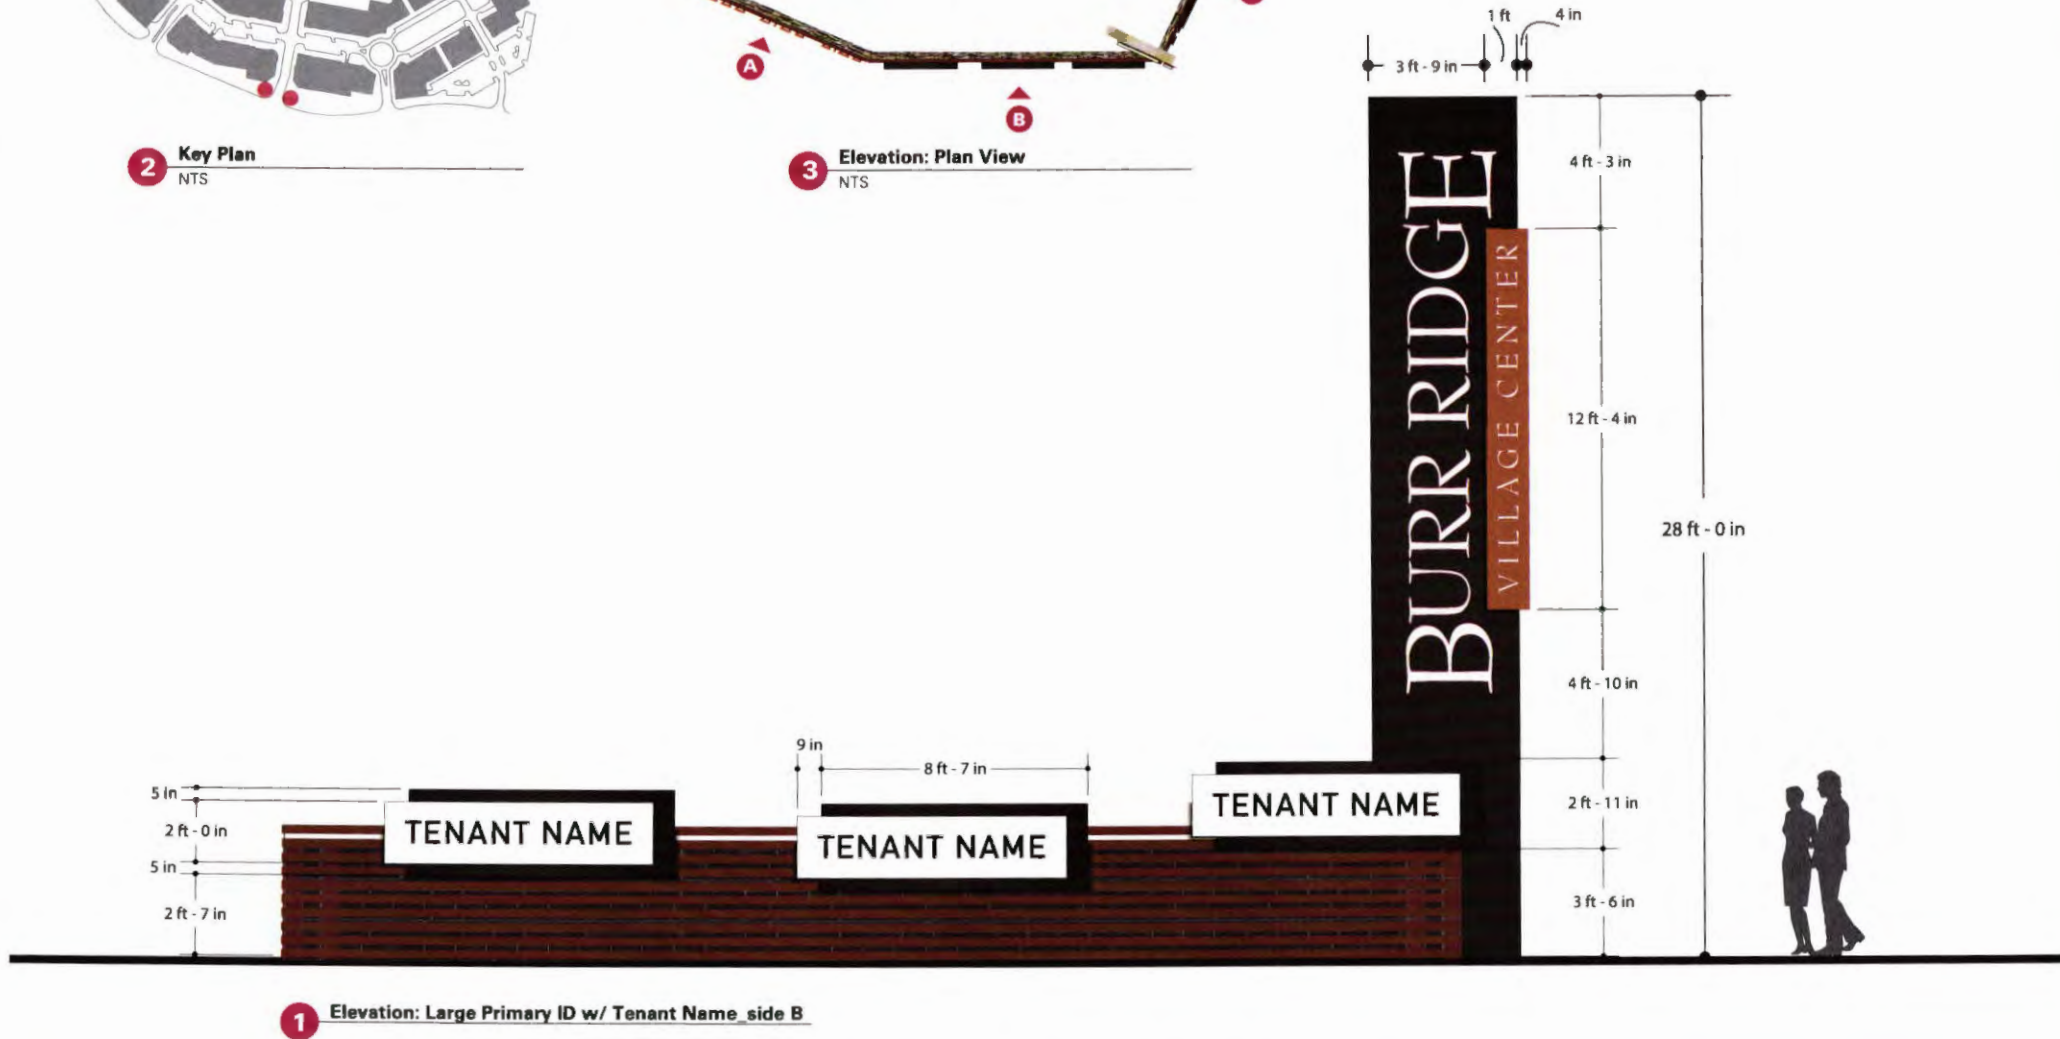 1 ft
4 in
3 ft - 9 in
A
B
2
Key Plan
NTS
3
Elevation: Plan View
NTS
4 ft - 3 in
BURR RIDGE
VILLAGE CENTER
12 ft - 4 in
28 ft - 0 in
4 ft - 10 in
9 in
8 ft - 7 in
5 in
2 ft - 0 in
5 in
2 ft - 7 in
TENANT NAME
TENANT NAME
TENANT NAME
2 ft - 11 in
3 ft - 6 in
1
Elevation: Large Primary ID w/ Tenant Name_side B